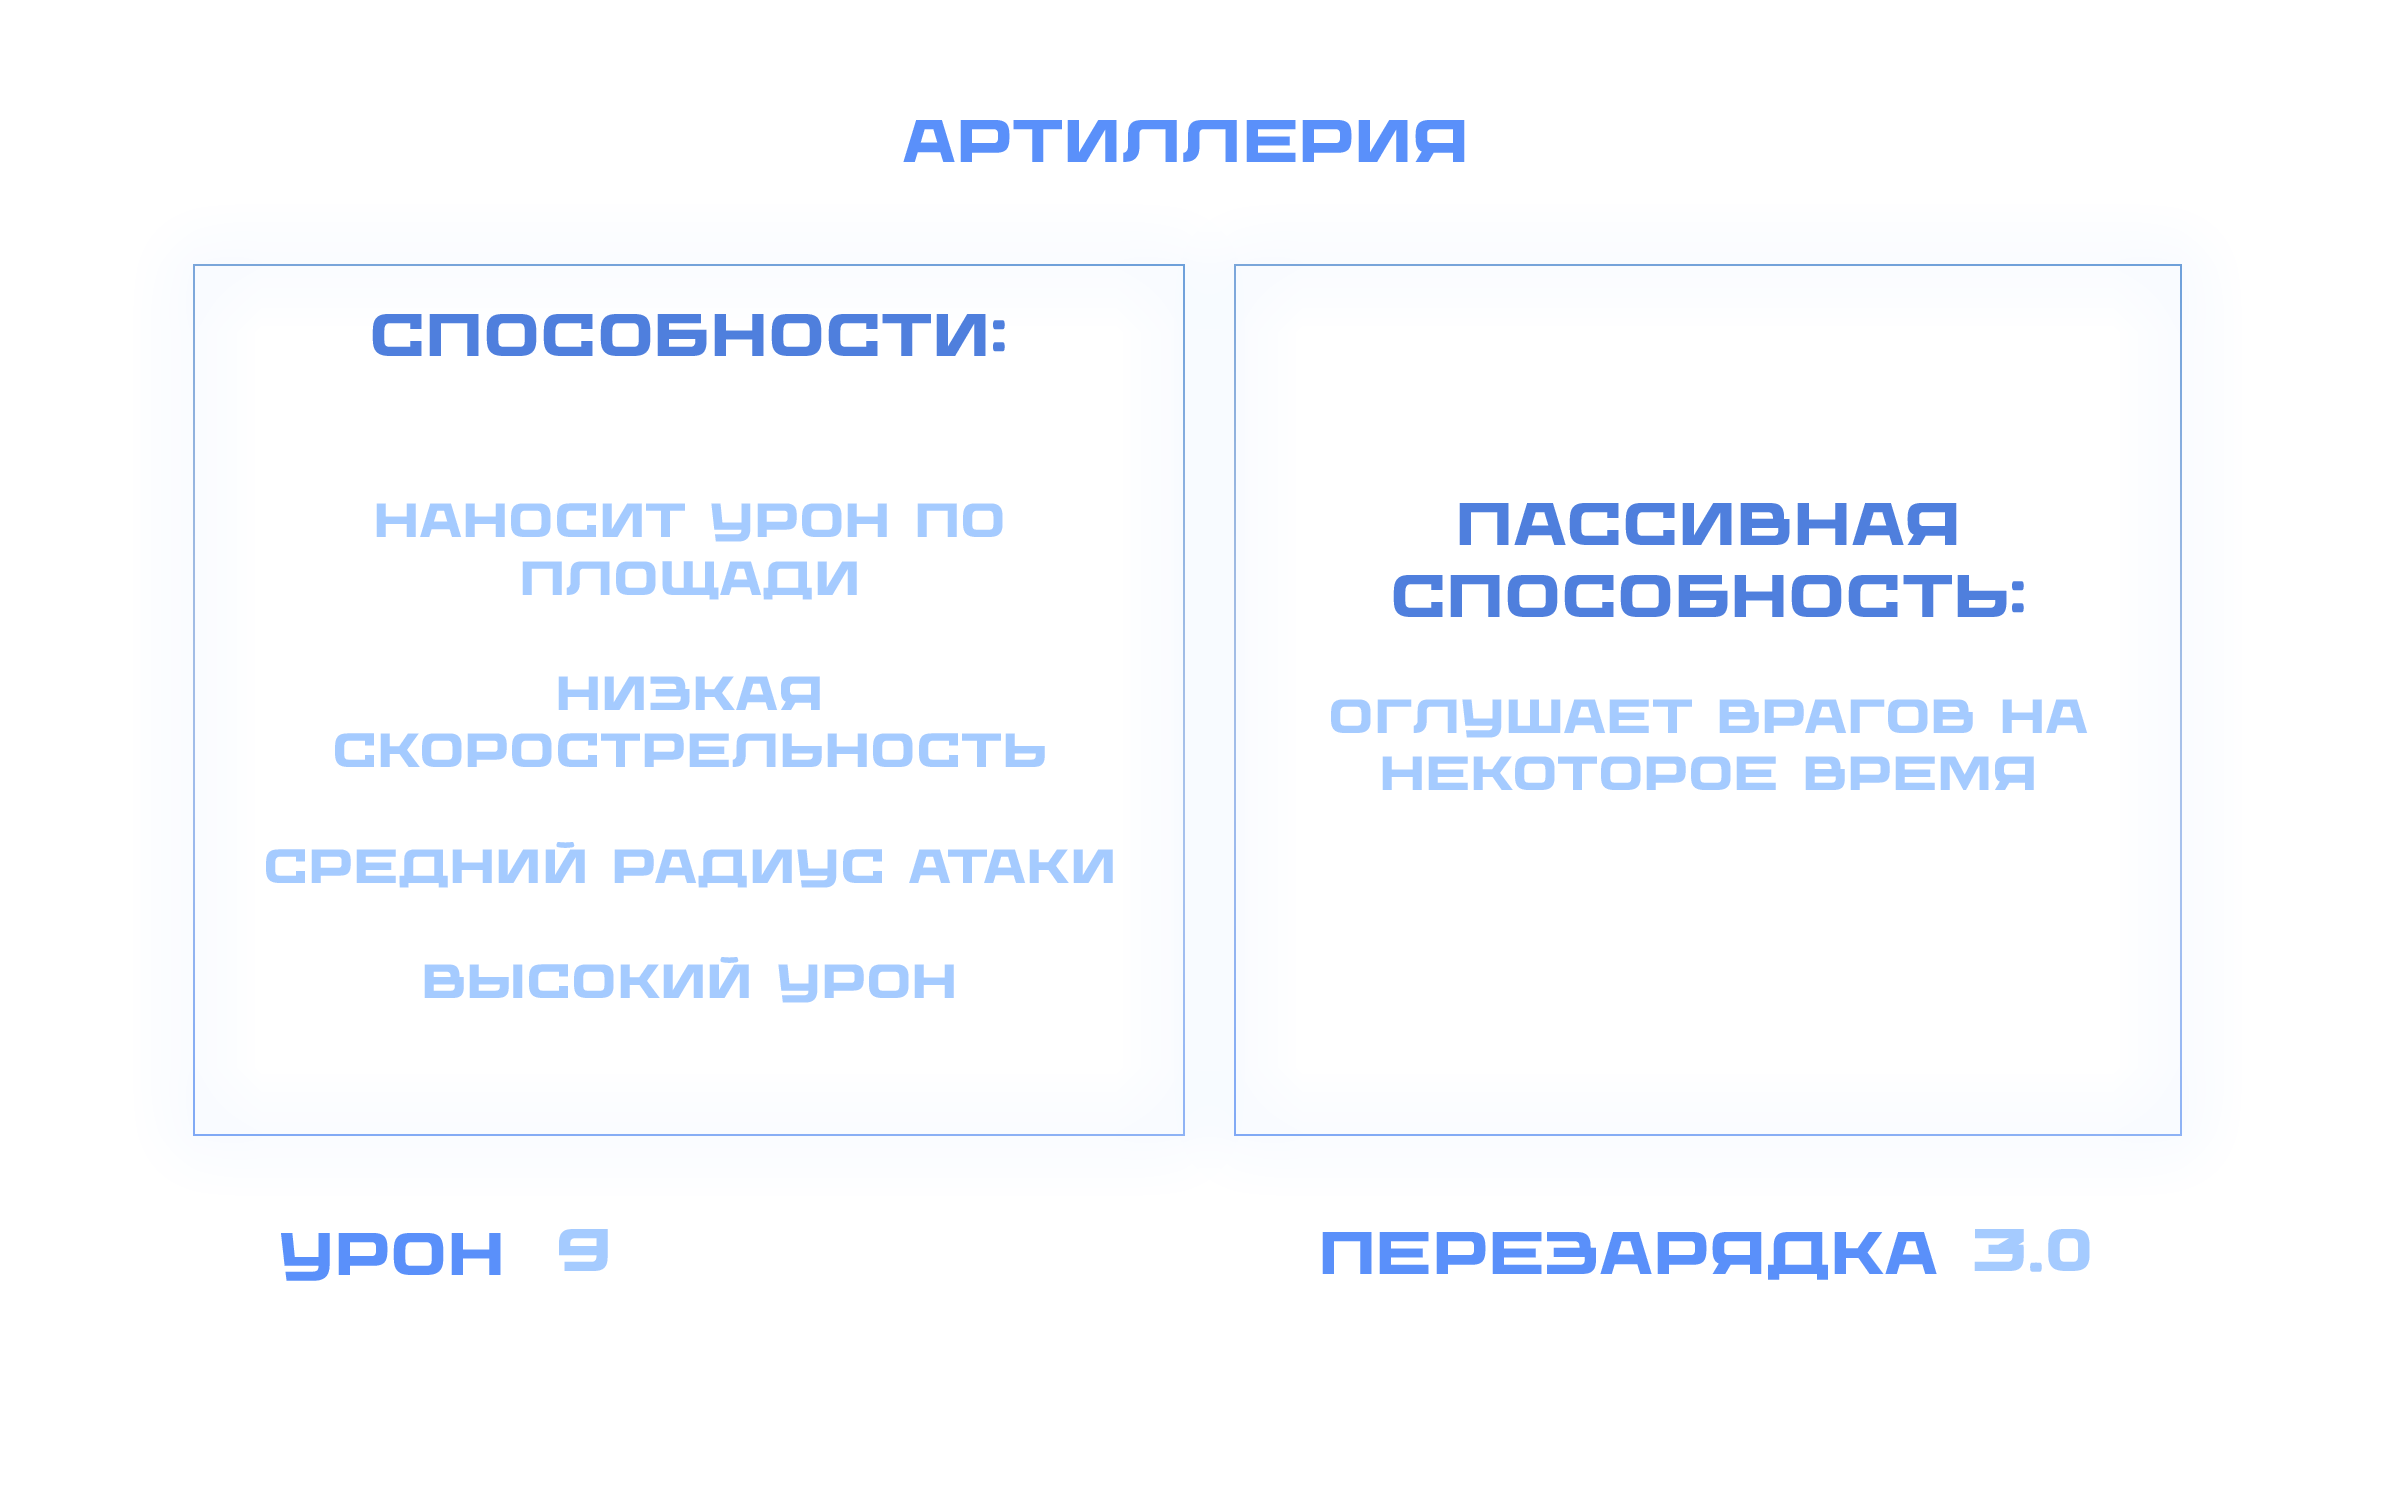 АРТИЛЛЕРИЯ
СПОСОБНОСТИ:
НАНОСИТ УРОН ПО
ПЛОЩАДИ
НИЗКАЯ
СКОРОСТРЕЛЬНОСТЬ
СРЕДНИЙ РАДИУС АТАКИ
ВЫСОКИЙ УРОН
ПАССИВНАЯ
СПОСОБНОСТЬ:
ОГЛУШАЕТ ВРАГОВ НА
НЕКОТОРОЕ ВРЕМЯ
УРОН 9
ПЕРЕЗАРЯДКА 3.0